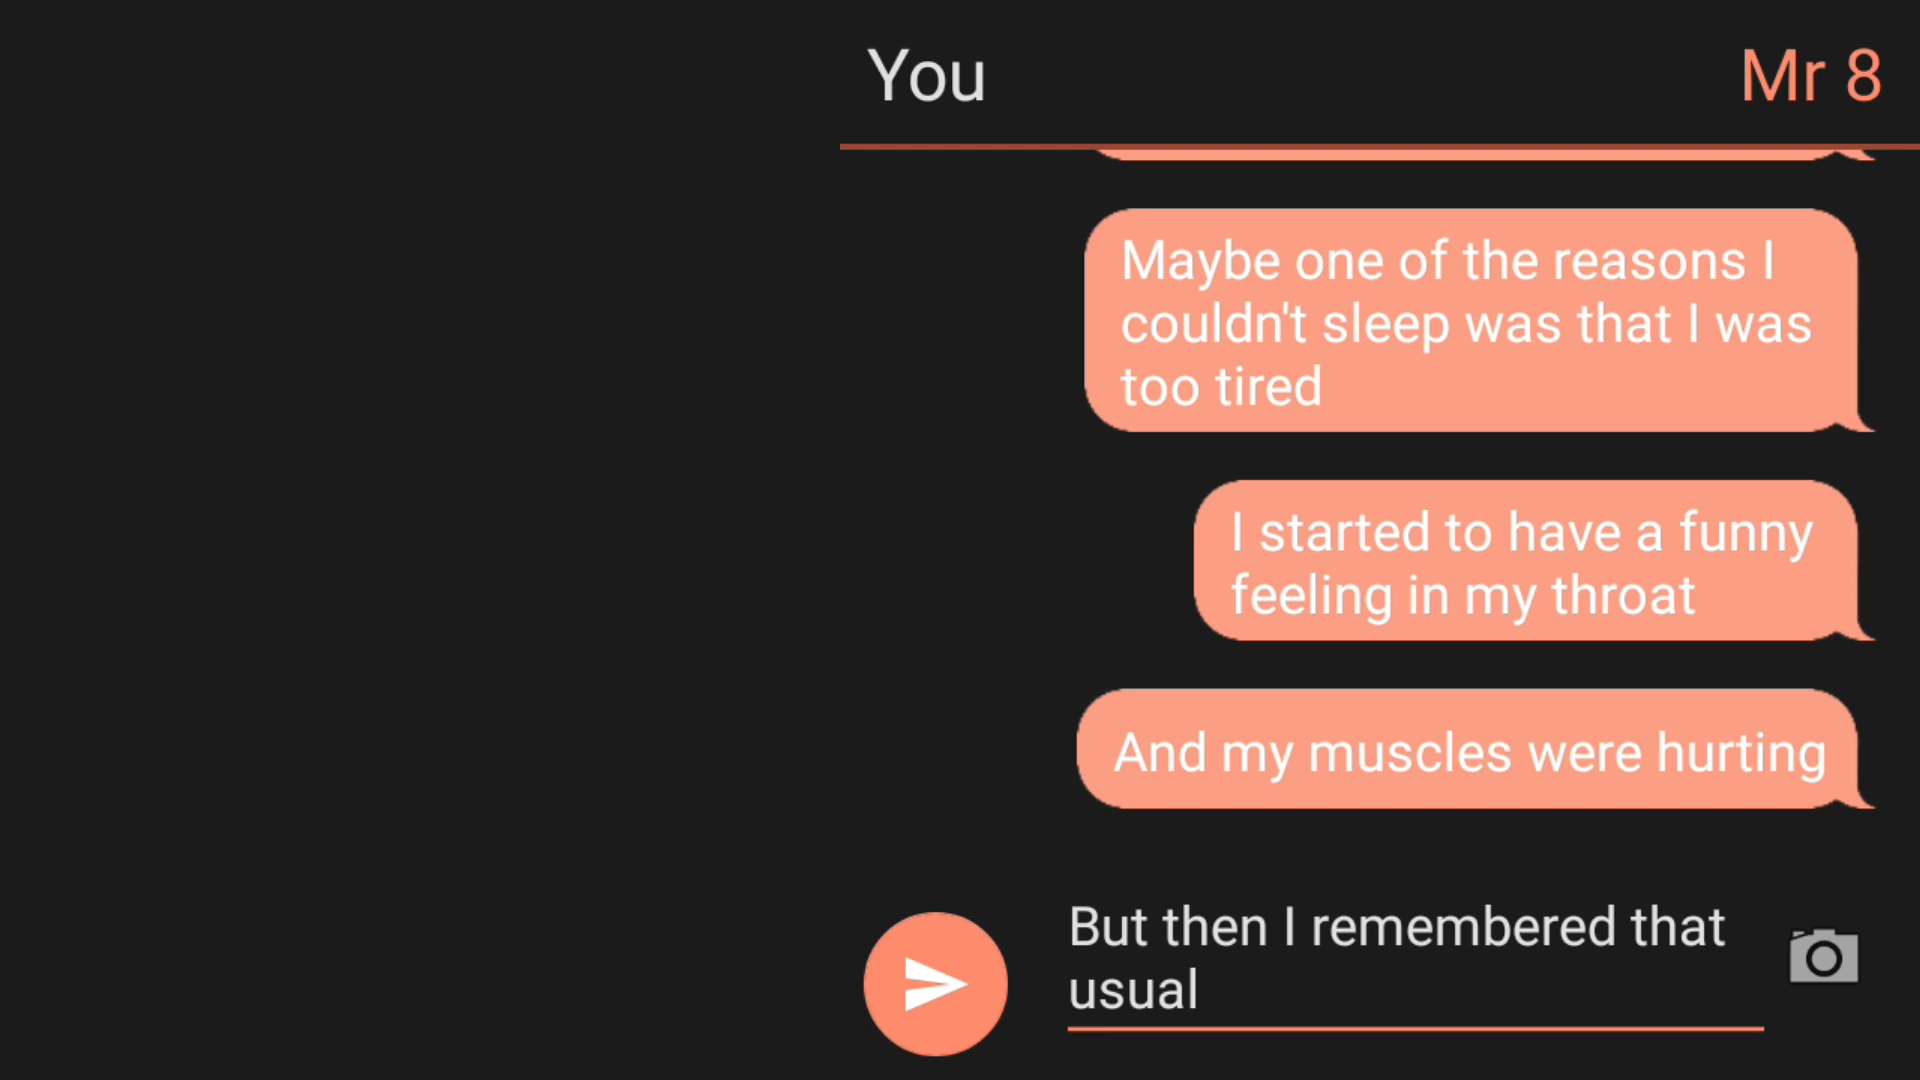 You
Mr 8
Maybe one of the reasons I
couldn't sleep was that I was
too tired
I started to have a funny
feeling in my throat
And my muscles were hurting
But then I remembered that
usual